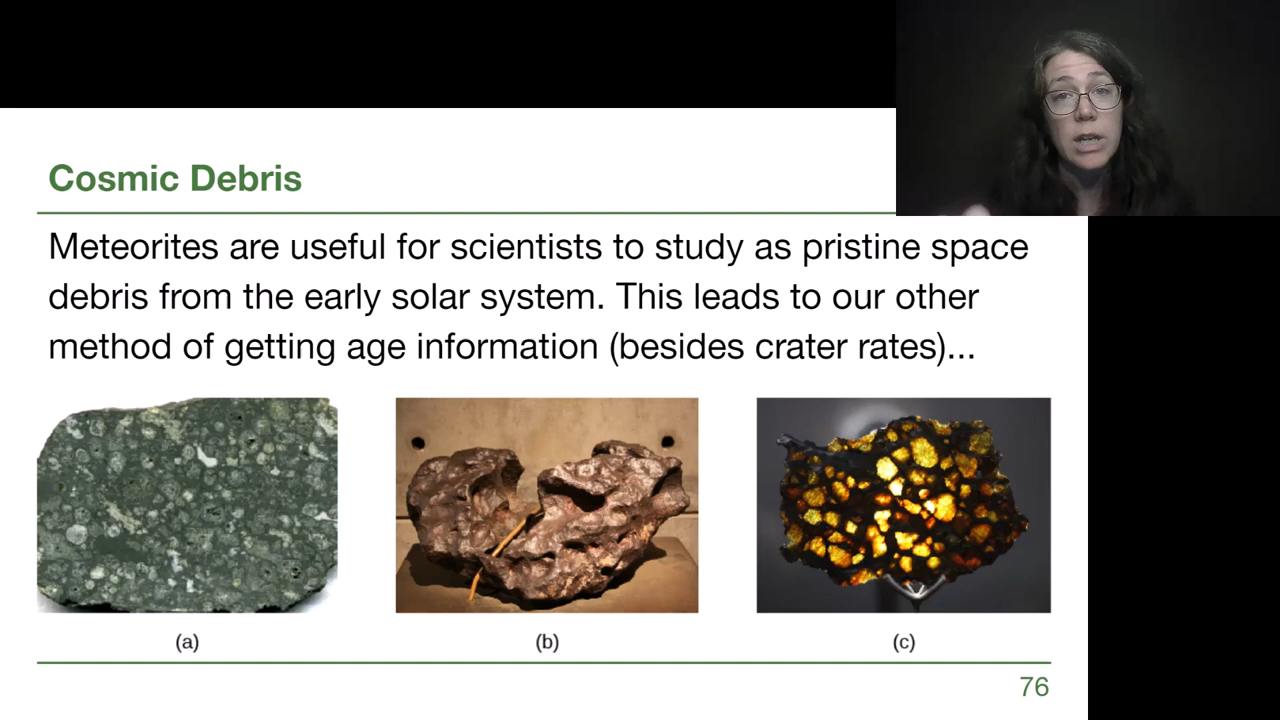 Cosmic Debris
Meteorites are useful for scientists to study as pristine space
debris from the early solar system. This leads to our other
method of getting age information (besides crater rates)...
(a)
(b)
(c)
76